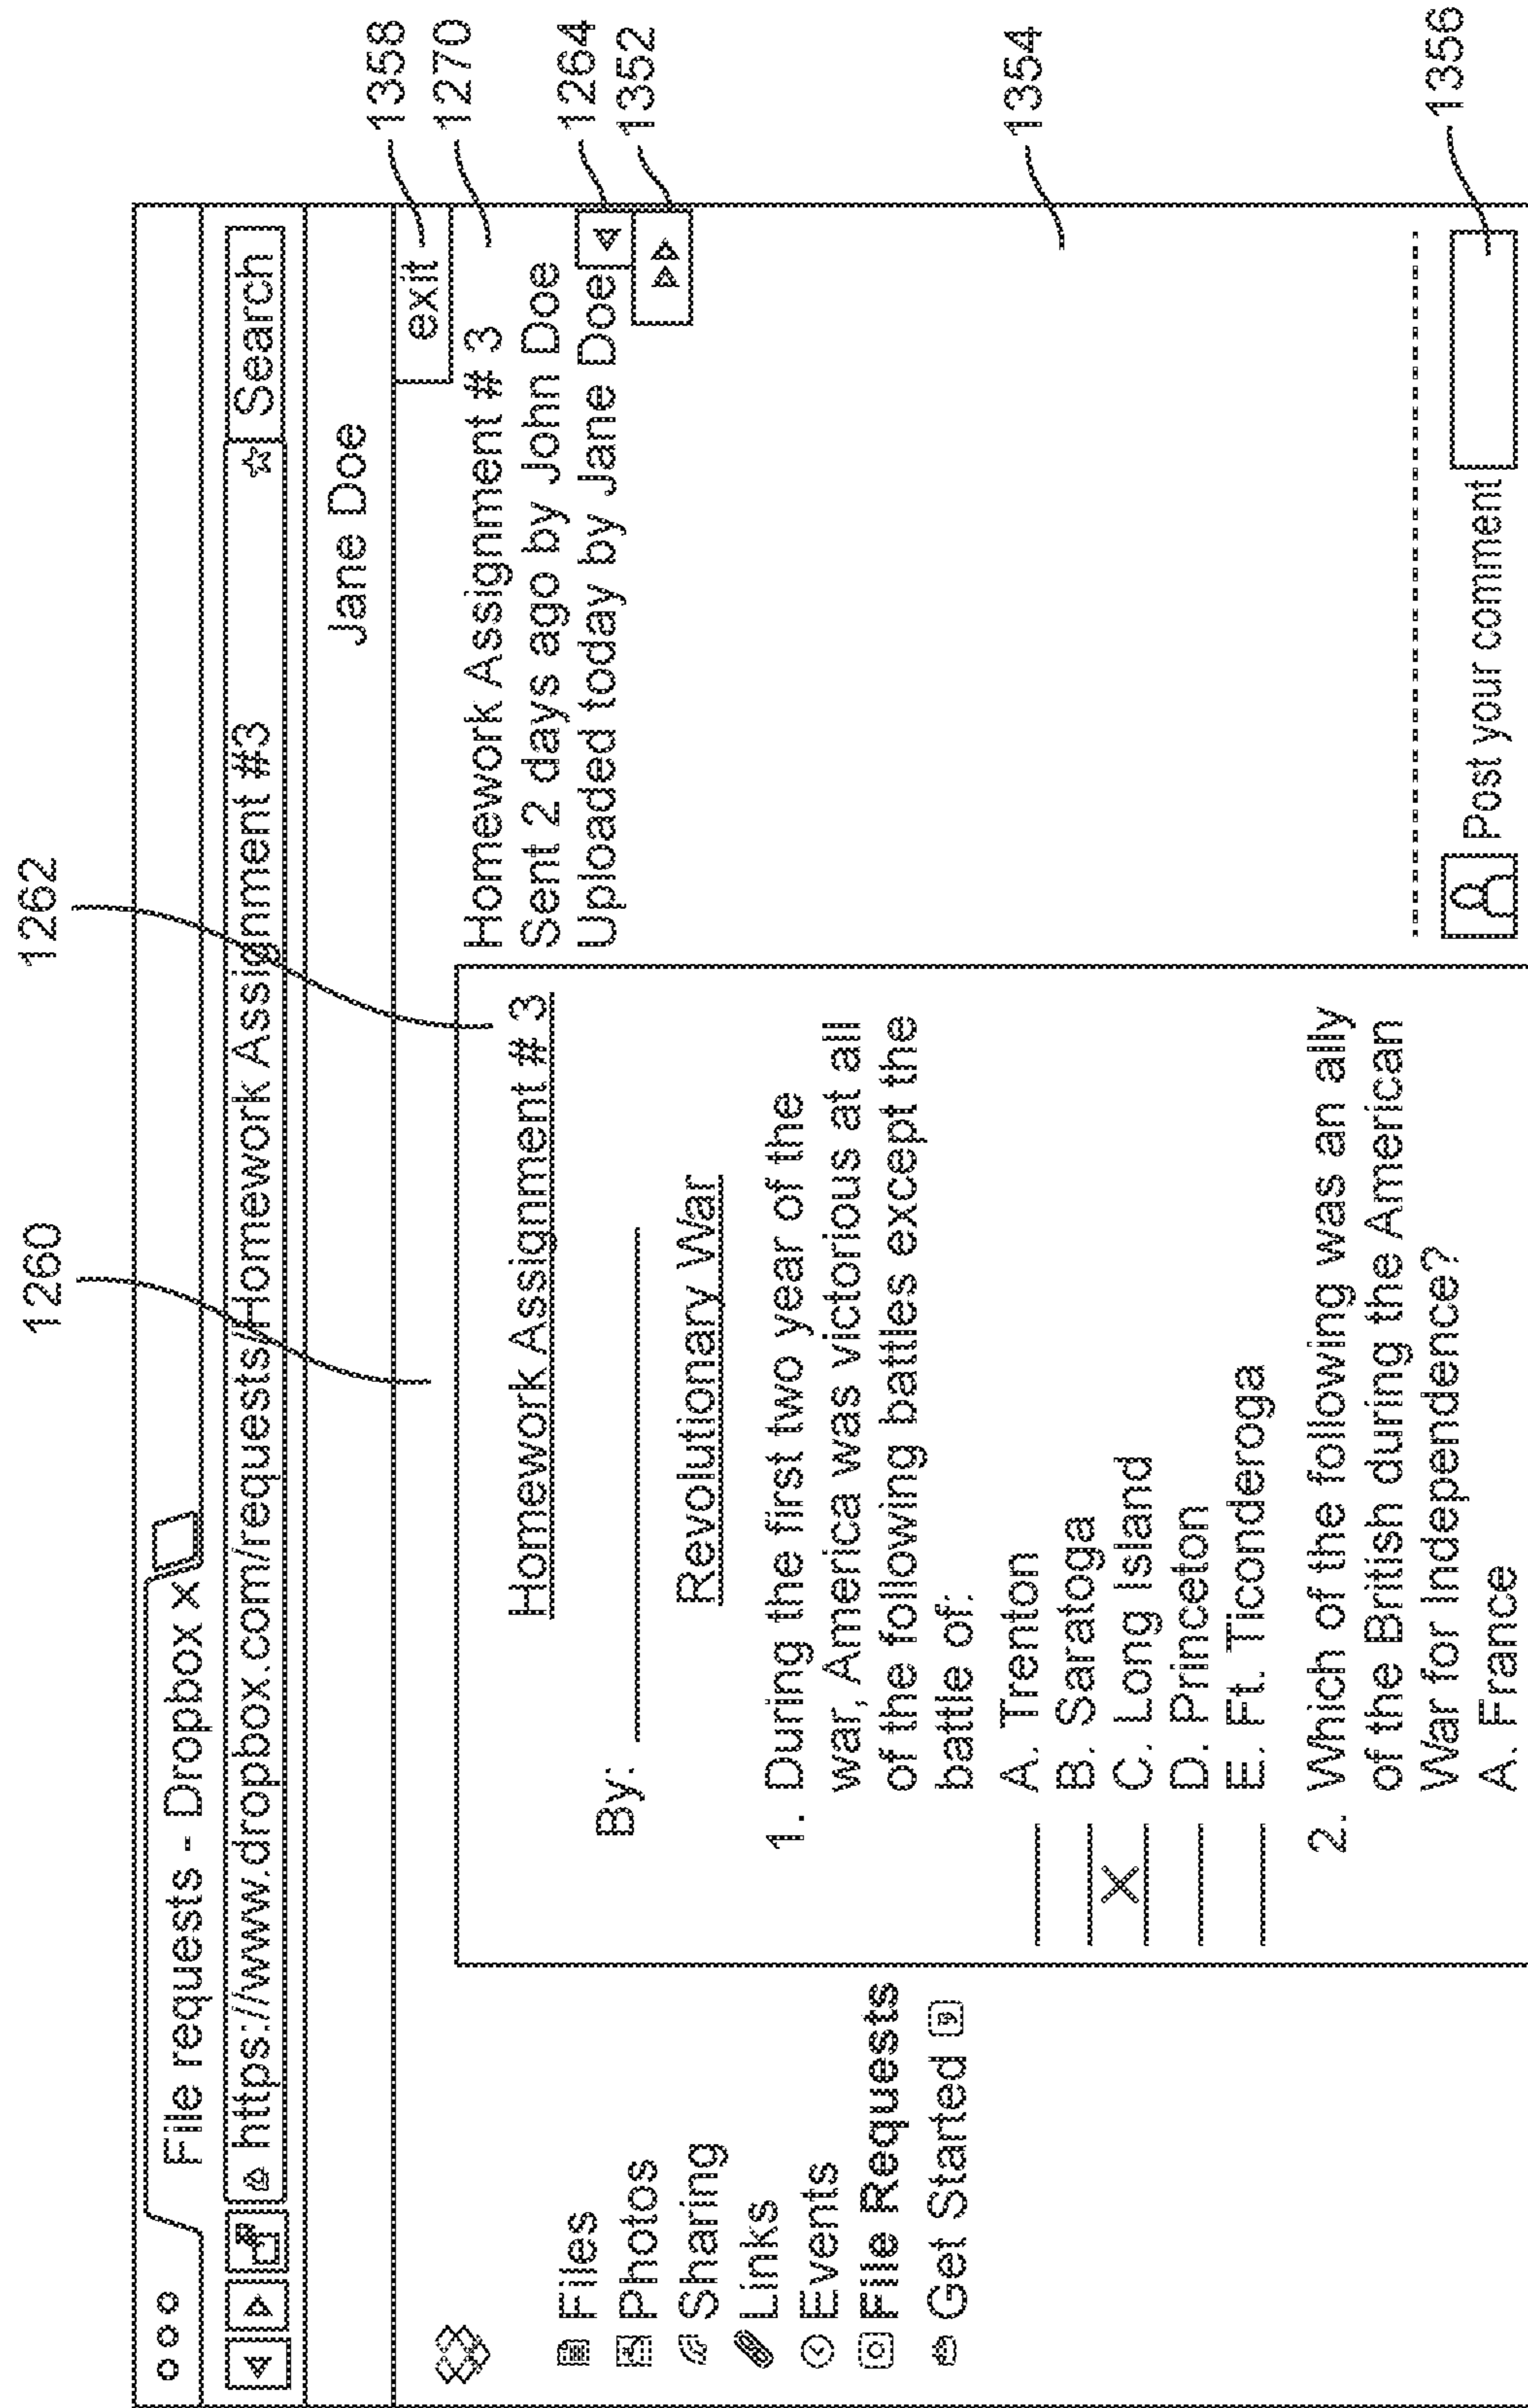 1262
1260
File requests - Dropbox x
https://www.dropbox.com/requests/Homework Assignment #3
Search
Jane Doe
exit
1358
1270
1264
1352
1354
1356
Files
Photos
Sharing
Links
Events
File Requests
Get Started
Homework Assignment # 3
By:
Revolutionary War
1. During the first two year of the
war, America was victorious at all
of the following battles except the
battle of:
A. Trenton
B. Saratoga
X C. Long Island
D. Princeton
E. Ft. Ticonderoga
2. Which of the following was an ally
of the British during the American
War for Independence?
A. France
Homework Assignment # 3
Sent 2 days ago by John Doe
Uploaded today by Jane Doe
Post your comment